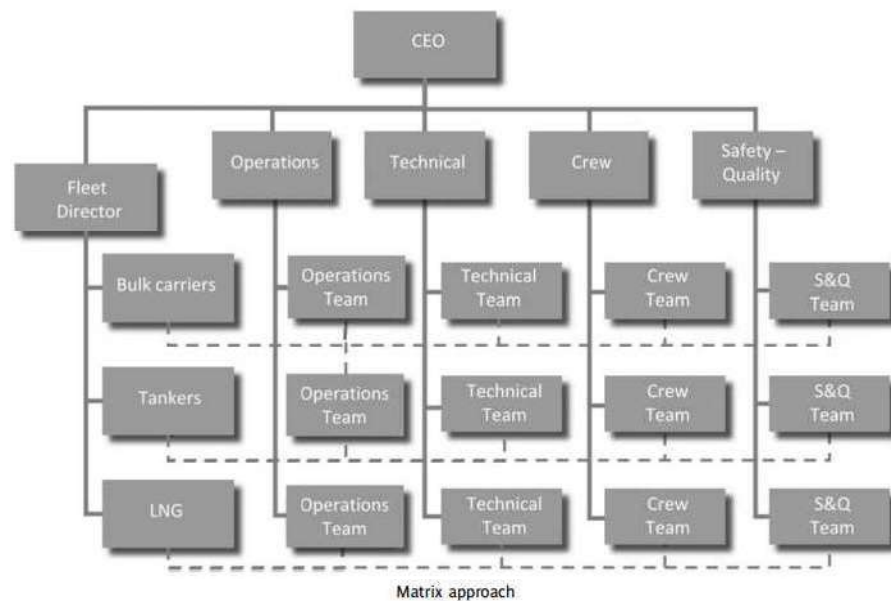 CEO
Fleet
Director
Operations
Technical
Crew
Safety –
Quality
Bulk carriers
Operations
Team
Technical
Team
Crew
Team
S&Q
Team
Tankers
Operations
Team
Technical
Team
Crew
Team
S&Q
Team
LNG
Operations
Team
Technical
Team
Crew
Team
S&Q
Team
Matrix approach